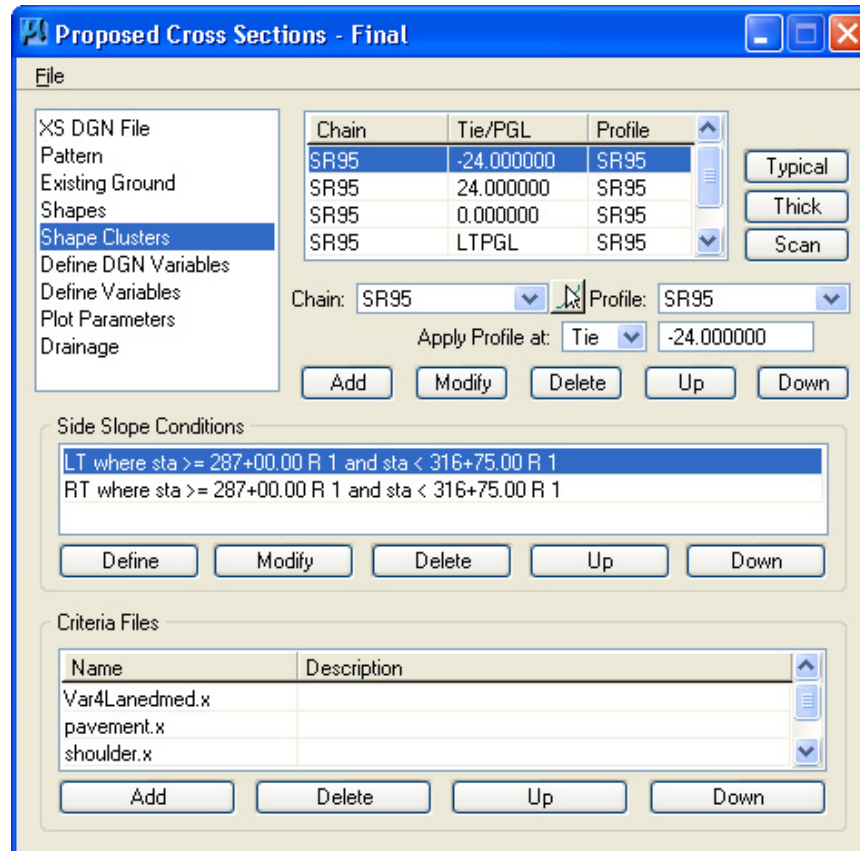 Proposed Cross Sections - Final
File
XS DGN File
Pattern
Existing Ground
Shapes
Shape Clusters
Define DGN Variables
Define Variables
Plot Parameters
Drainage
Chain Tie/PGL Profile
SR95 -24.000000 SR95
SR95 24.000000 SR95
SR95 0.000000 SR95
SR95 LTPGL SR95
Typical
Thick
Scan
Chain: SR95 Profile: SR95
Apply Profile at: Tie -24.000000
Add Modify Delete Up Down
Side Slope Conditions
LT where sta >= 287+00.00 R 1 and sta < 316+75.00 R 1
RT where sta >= 287+00.00 R 1 and sta < 316+75.00 R 1
Define Modify Delete Up Down
Criteria Files
Name Description
Var4Lanedmed.x
pavement.x
shoulder.x
Add Delete Up Down